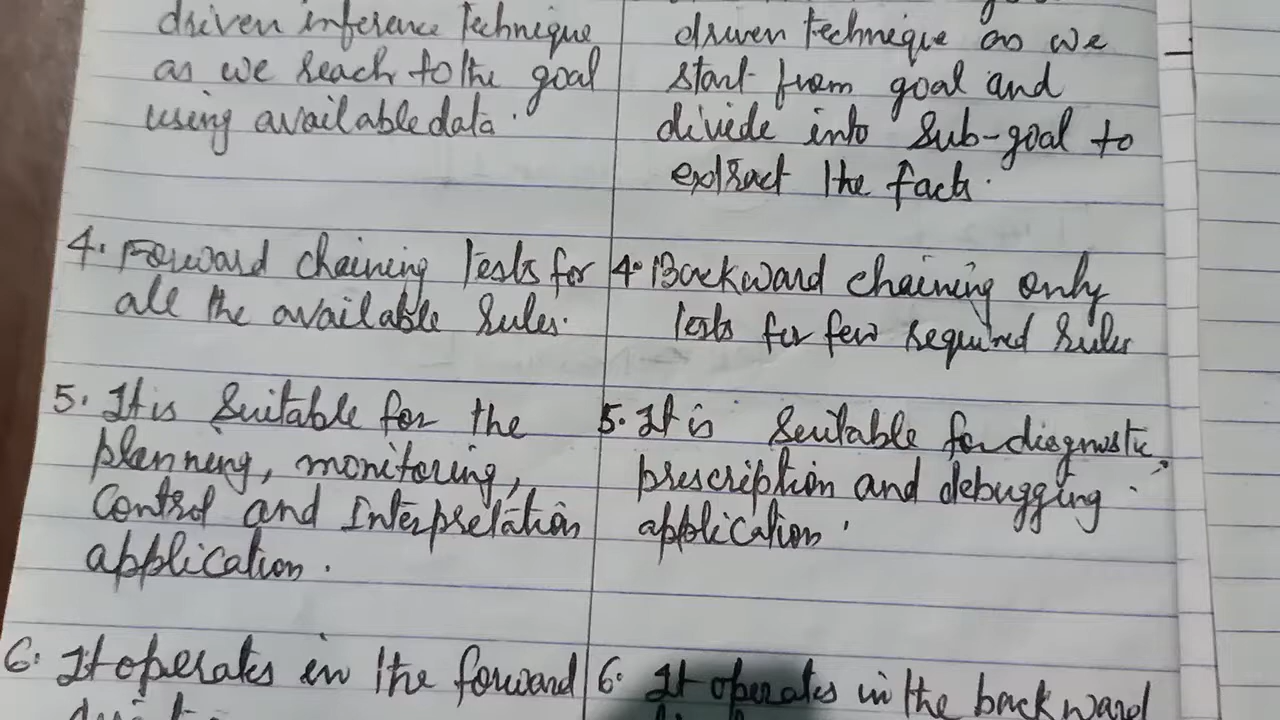 driven inference technique
as we reach to the goal
using available data.
4. Forward chaining tests for
all the available rules.
5. It is suitable for the
planning, monitoring,
control and Interpretation
application.
6. It operates in the forward
driven technique as we
start from goal and
divide into sub-goal to
extract the facts.
4. Backward chaining only
tests for few required rules
5. It is suitable for diagnostic,
prescription and debugging
application.
6. It operates in the backward